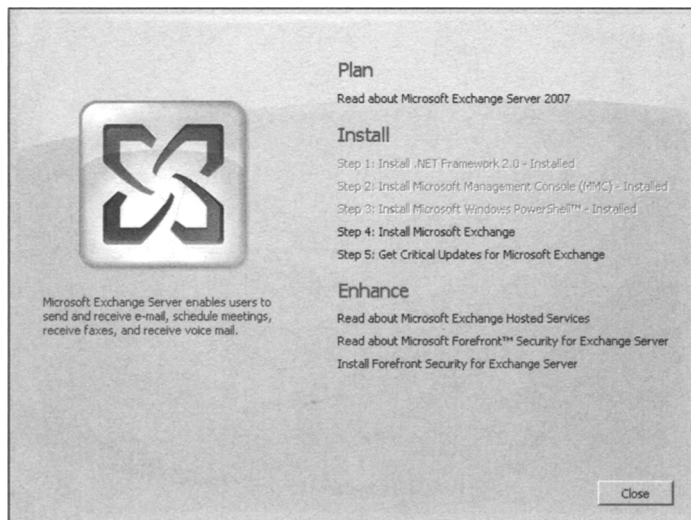 Plan
Read about Microsoft Exchange Server 2007
Install
Step 1: Install .NET Framework 2.0 - Installed
Step 2: Install Microsoft Management Console (MMC) - Installed
Step 3: Install Microsoft Windows PowerShell™ - Installed
Step 4: Install Microsoft Exchange
Step 5: Get Critical Updates for Microsoft Exchange
Microsoft Exchange Server enables users to
send and receive e-mail, schedule meetings,
receive faxes, and receive voice mail.
Enhance
Read about Microsoft Exchange Hosted Services
Read about Microsoft Forefront™ Security for Exchange Server
Install Forefront Security for Exchange Server
Close